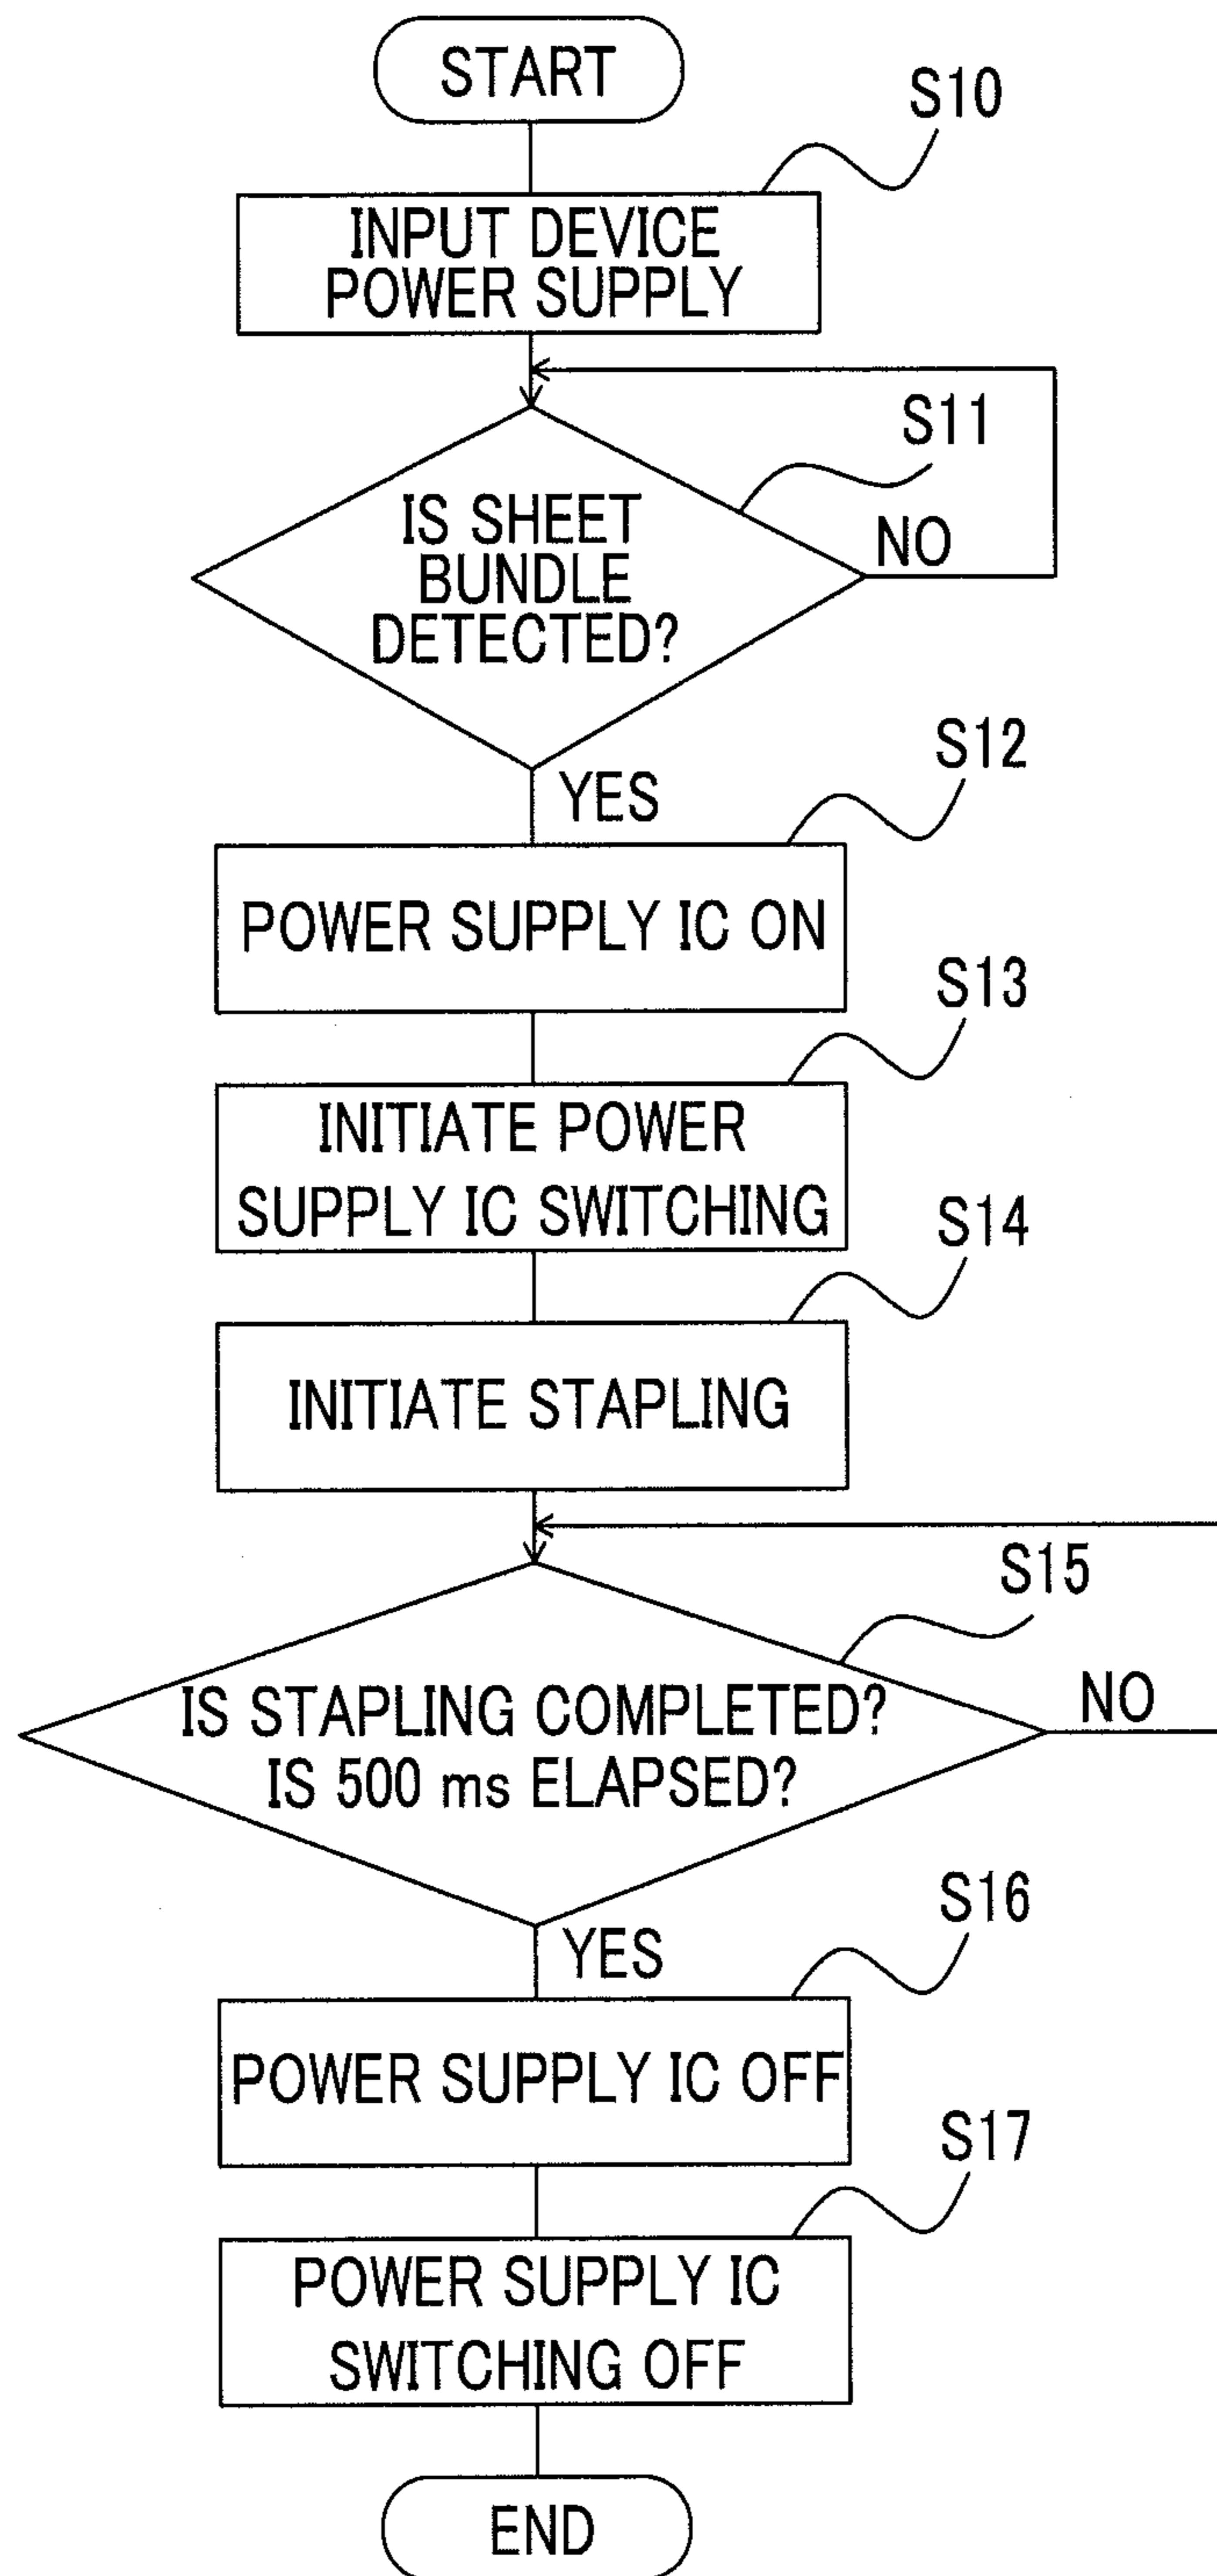 START
S10
INPUT DEVICE
POWER SUPPLY
S11
IS SHEET
BUNDLE
DETECTED?
NO
YES
S12
POWER SUPPLY IC ON
S13
INITIATE POWER
SUPPLY IC SWITCHING
S14
INITIATE STAPLING
S15
IS STAPLING COMPLETED?
IS 500 ms ELAPSED?
NO
YES
S16
POWER SUPPLY IC OFF
S17
POWER SUPPLY IC
SWITCHING OFF
END